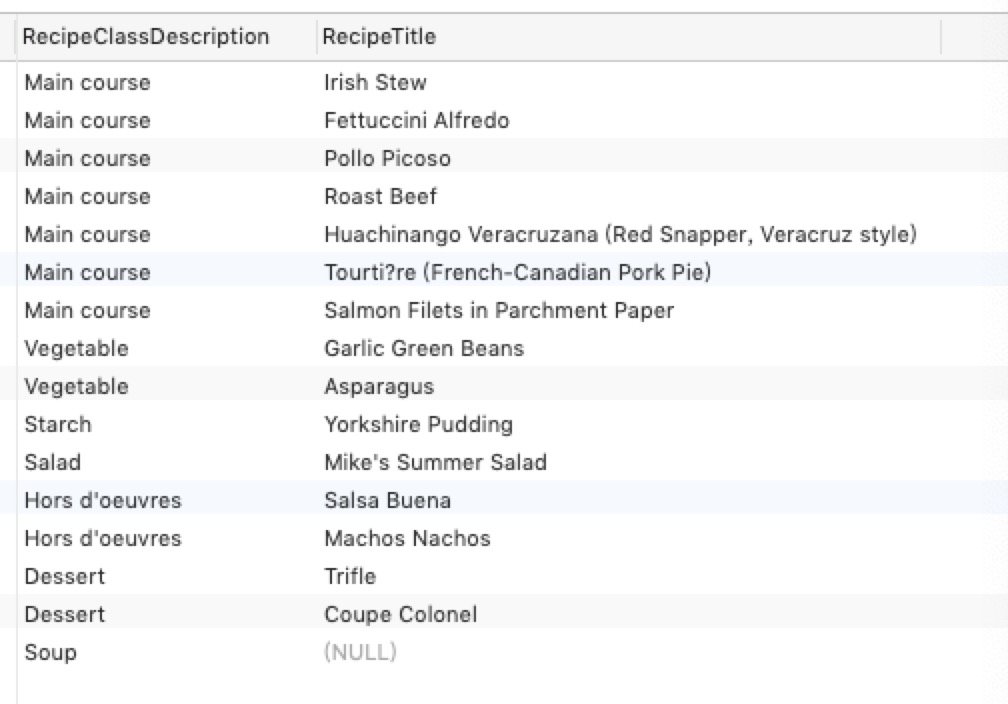 RecipeClassDescription RecipeTitle
Main course Irish Stew
Main course Fettuccini Alfredo
Main course Pollo Picoso
Main course Roast Beef
Main course Huachinango Veracruzana (Red Snapper, Veracruz style)
Main course Tourti?re (French-Canadian Pork Pie)
Main course Salmon Filets in Parchment Paper
Vegetable Garlic Green Beans
Vegetable Asparagus
Starch Yorkshire Pudding
Salad Mike's Summer Salad
Hors d'oeuvres Salsa Buena
Hors d'oeuvres Machos Nachos
Dessert Trifle
Dessert Coupe Colonel
Soup (NULL)